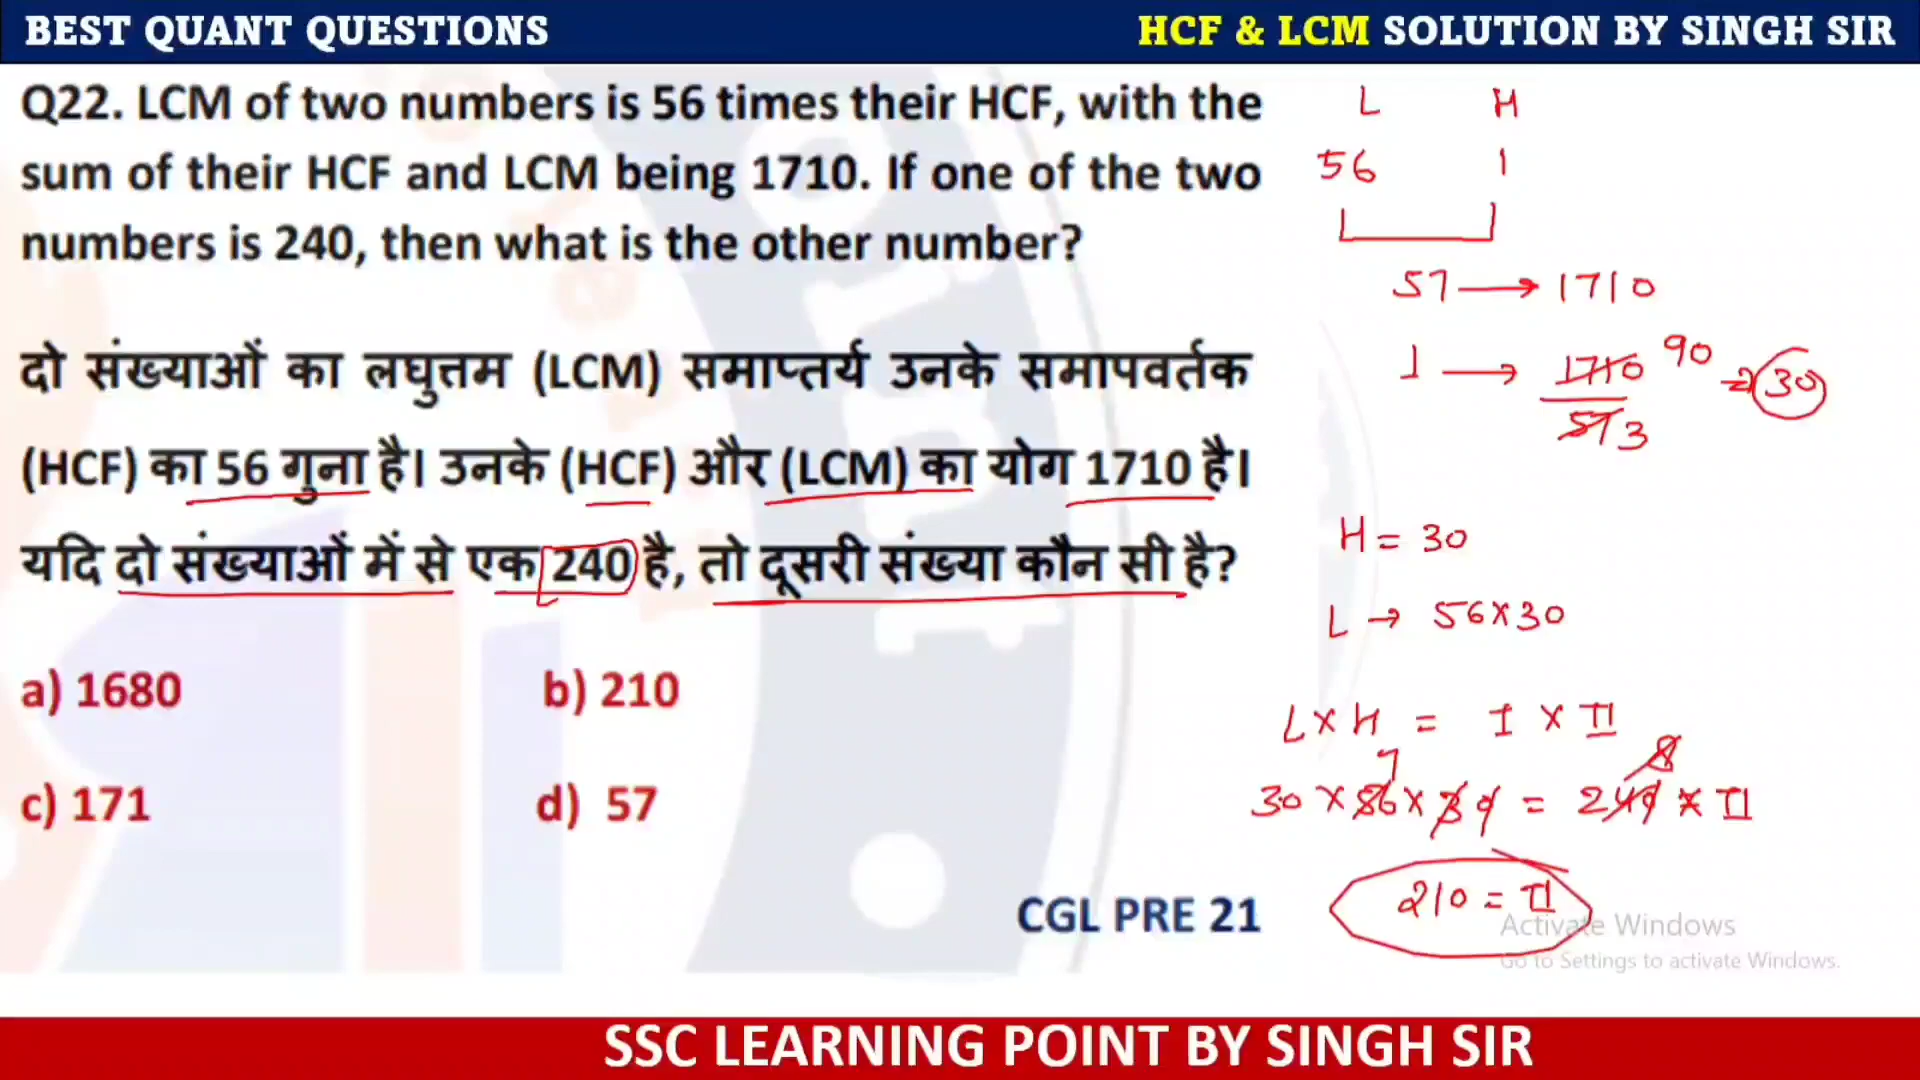 BEST QUANT QUESTIONS
HCF & LCM SOLUTION BY SINGH SIR
Q22. LCM of two numbers is 56 times their HCF, with the
sum of their HCF and LCM being 1710. If one of the two
numbers is 240, then what is the other number?
दो संख्याओं का लघुत्तम (LCM) समाप्तर्य उनके समापवर्तक
(HCF) का 56 गुना है। उनके (HCF) और (LCM) का योग 1710 है।
यदि दो संख्याओं में से एक 240 है, तो दूसरी संख्या कौन सी है?
a) 1680
b) 210
c) 171
d) 57
CGL PRE 21
L H
56 1
57 → 1710
1 → 1710 90 → 30
57 3
H = 30
L → 56×30
L×H = I × II
7 8
30 × 56 × 30 = 240 × II
210 = II
Activate Windows
Go to Settings to activate Windows.
SSC LEARNING POINT BY SINGH SIR